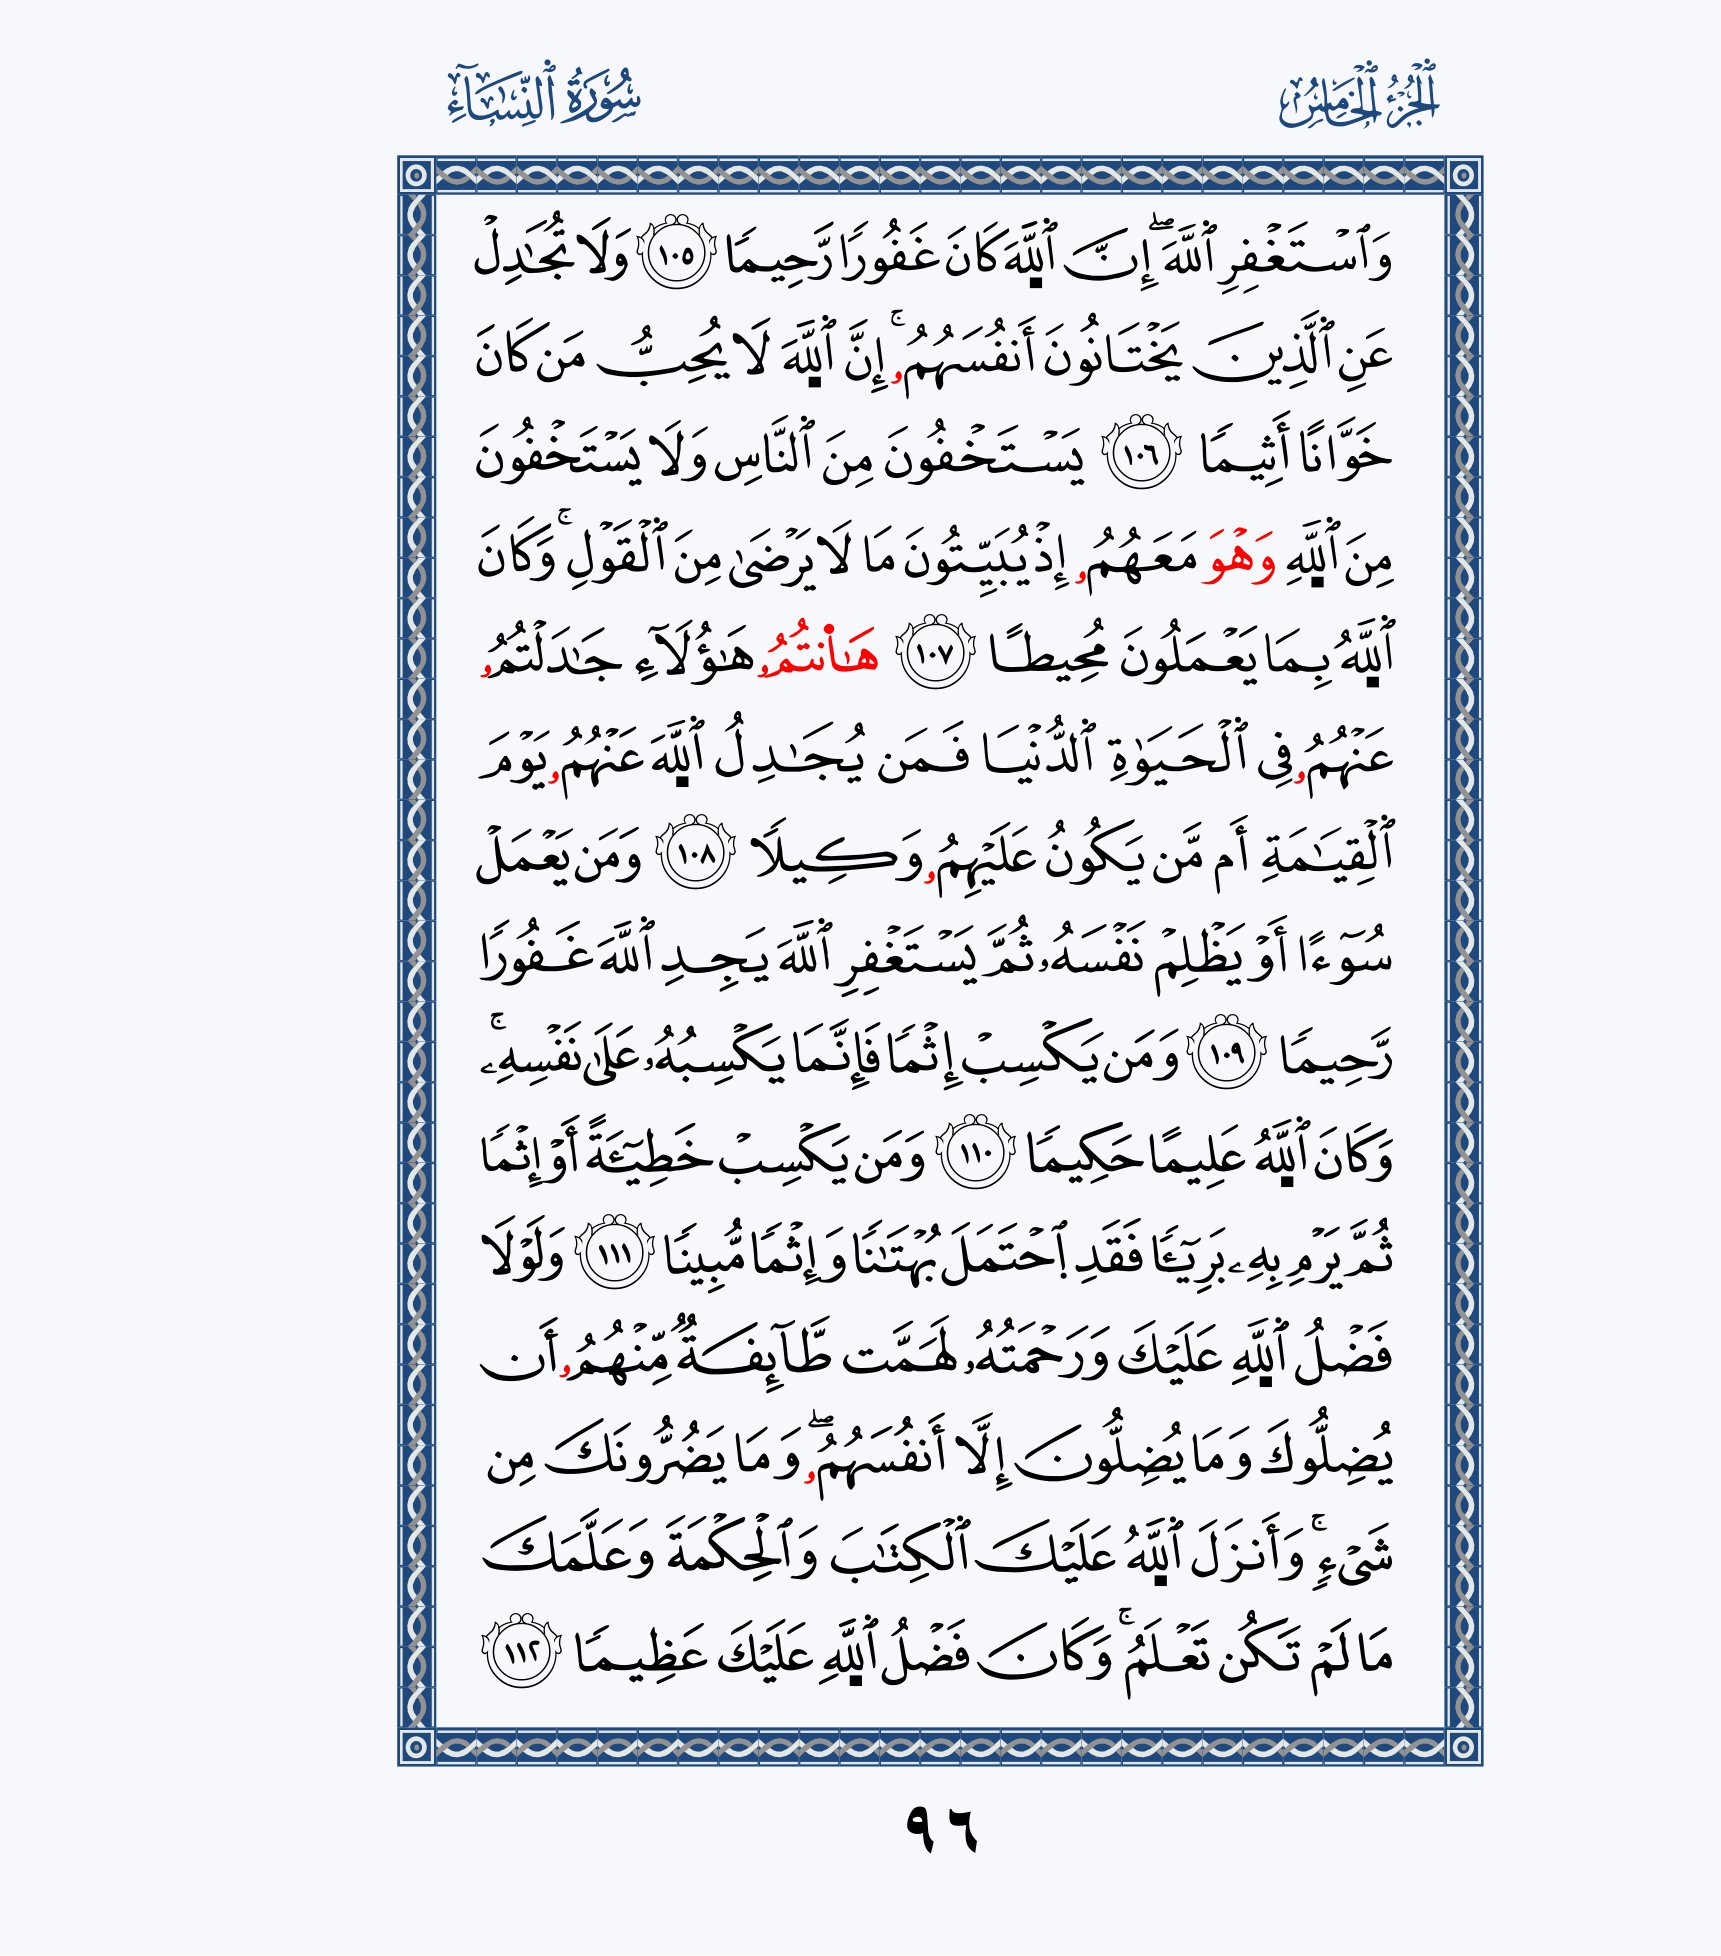 الجُزْءُ الخَامِسُ
سُورَةُ ٱلنِّسَاءِ
وَٱسْتَغْفِرِ ٱللَّهَۖ إِنَّ ٱللَّهَ كَانَ غَفُورًا رَّحِيمًا ١٠٥ وَلَا تُجَٰدِلْ
عَنِ ٱلَّذِينَ يَخْتَانُونَ أَنفُسَهُمُۥۚ إِنَّ ٱللَّهَ لَا يُحِبُّ مَن كَانَ
خَوَّانًا أَثِيمًا ١٠٦ يَسْتَخْفُونَ مِنَ ٱلنَّاسِ وَلَا يَسْتَخْفُونَ
مِنَ ٱللَّهِ وَهْوَ مَعَهُمُۥ إِذْ يُبَيِّتُونَ مَا لَا يَرْضَىٰ مِنَ ٱلْقَوْلِۚ وَكَانَ
ٱللَّهُ بِمَا يَعْمَلُونَ مُحِيطًا ١٠٧ هَٰا۬نتُمُۥ هَٰٓؤُلَآءِ جَٰدَلْتُمُۥ
عَنْهُمُۥ فِى ٱلْحَيَوٰةِ ٱلدُّنْيَا فَمَن يُجَٰدِلُ ٱللَّهَ عَنْهُمُۥ يَوْمَ
ٱلْقِيَٰمَةِ أَم مَّن يَكُونُ عَلَيْهِمُۥ وَكِيلًا ١٠٨ وَمَن يَعْمَلْ
سُوٓءًا أَوْ يَظْلِمْ نَفْسَهُۥ ثُمَّ يَسْتَغْفِرِ ٱللَّهَ يَجِدِ ٱللَّهَ غَفُورًا
رَّحِيمًا ١٠٩ وَمَن يَكْسِبْ إِثْمًا فَإِنَّمَا يَكْسِبُهُۥ عَلَىٰ نَفْسِهِۦۚ
وَكَانَ ٱللَّهُ عَلِيمًا حَكِيمًا ١١٠ وَمَن يَكْسِبْ خَطِيٓـَٔةً أَوْ إِثْمًا
ثُمَّ يَرْمِ بِهِۦ بَرِيٓـًٔا فَقَدِ ٱحْتَمَلَ بُهْتَٰنًا وَإِثْمًا مُّبِينًا ١١١ وَلَوْلَا
فَضْلُ ٱللَّهِ عَلَيْكَ وَرَحْمَتُهُۥ لَهَمَّت طَّآئِفَةٌ مِّنْهُمُۥ أَن
يُضِلُّوكَ وَمَا يُضِلُّونَ إِلَّا أَنفُسَهُمُۥۖ وَمَا يَضُرُّونَكَ مِن
شَىْءٍۚ وَأَنزَلَ ٱللَّهُ عَلَيْكَ ٱلْكِتَٰبَ وَٱلْحِكْمَةَ وَعَلَّمَكَ
مَا لَمْ تَكُن تَعْلَمُۚ وَكَانَ فَضْلُ ٱللَّهِ عَلَيْكَ عَظِيمًا ١١٢
٩٦